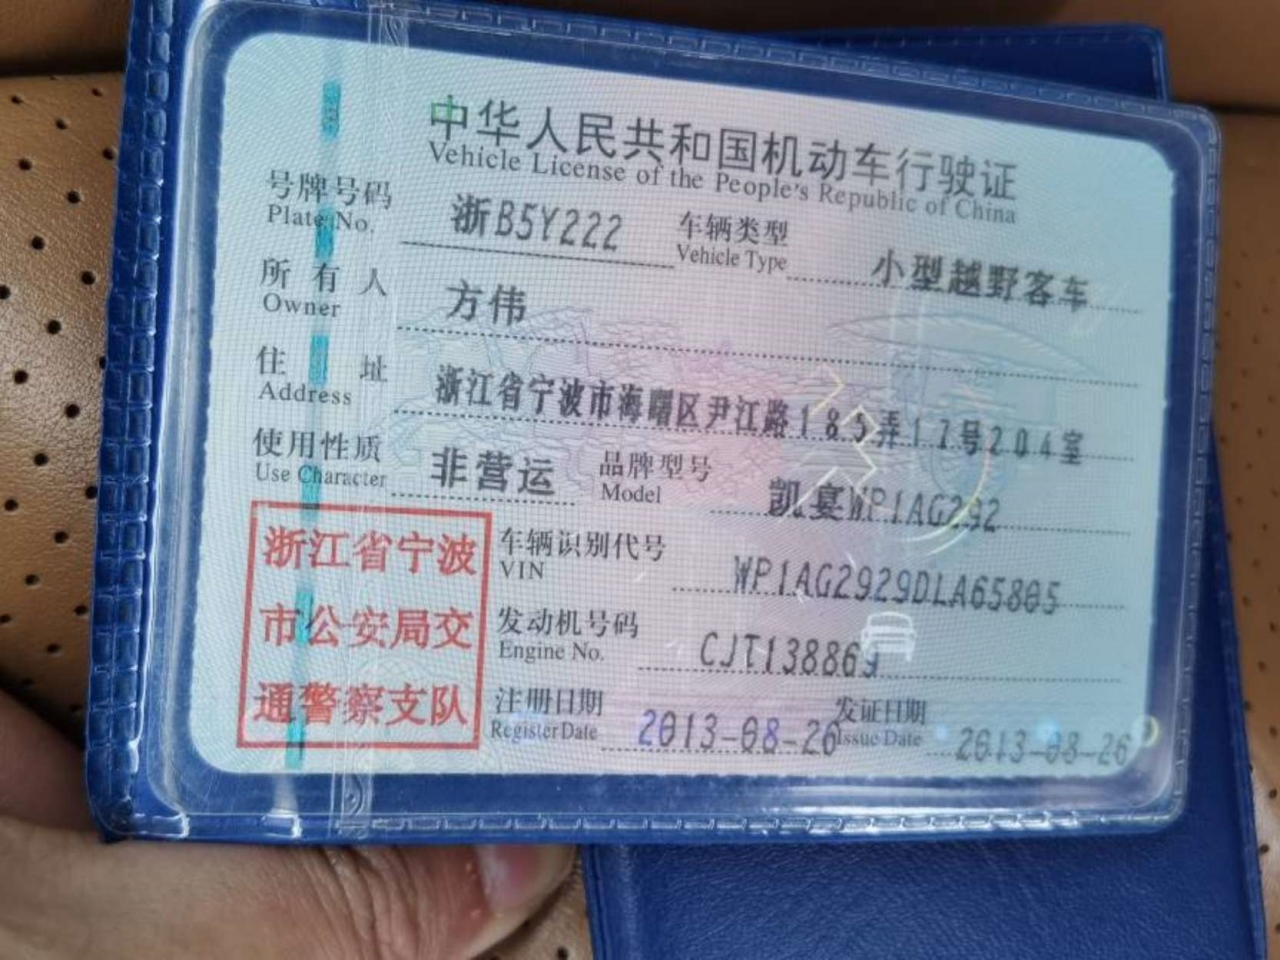 中华人民共和国机动车行驶证
Vehicle License of the People's Republic of China
号牌号码 浙B5Y222 车辆类型 小型越野客车
Plate No. Vehicle Type
所有人 方伟
Owner
住址 浙江省宁波市海曙区尹江路185弄17号204室
Address
使用性质 非营运 品牌型号 凯宴WP1AG292
Use Character Model
浙江省宁波
市公安局交
通警察支队
车辆识别代号 WP1AG2929DLA65805
VIN
发动机号码 CJT138869
Engine No.
注册日期 2013-08-26 发证日期 2013-08-26
Register Date Issue Date